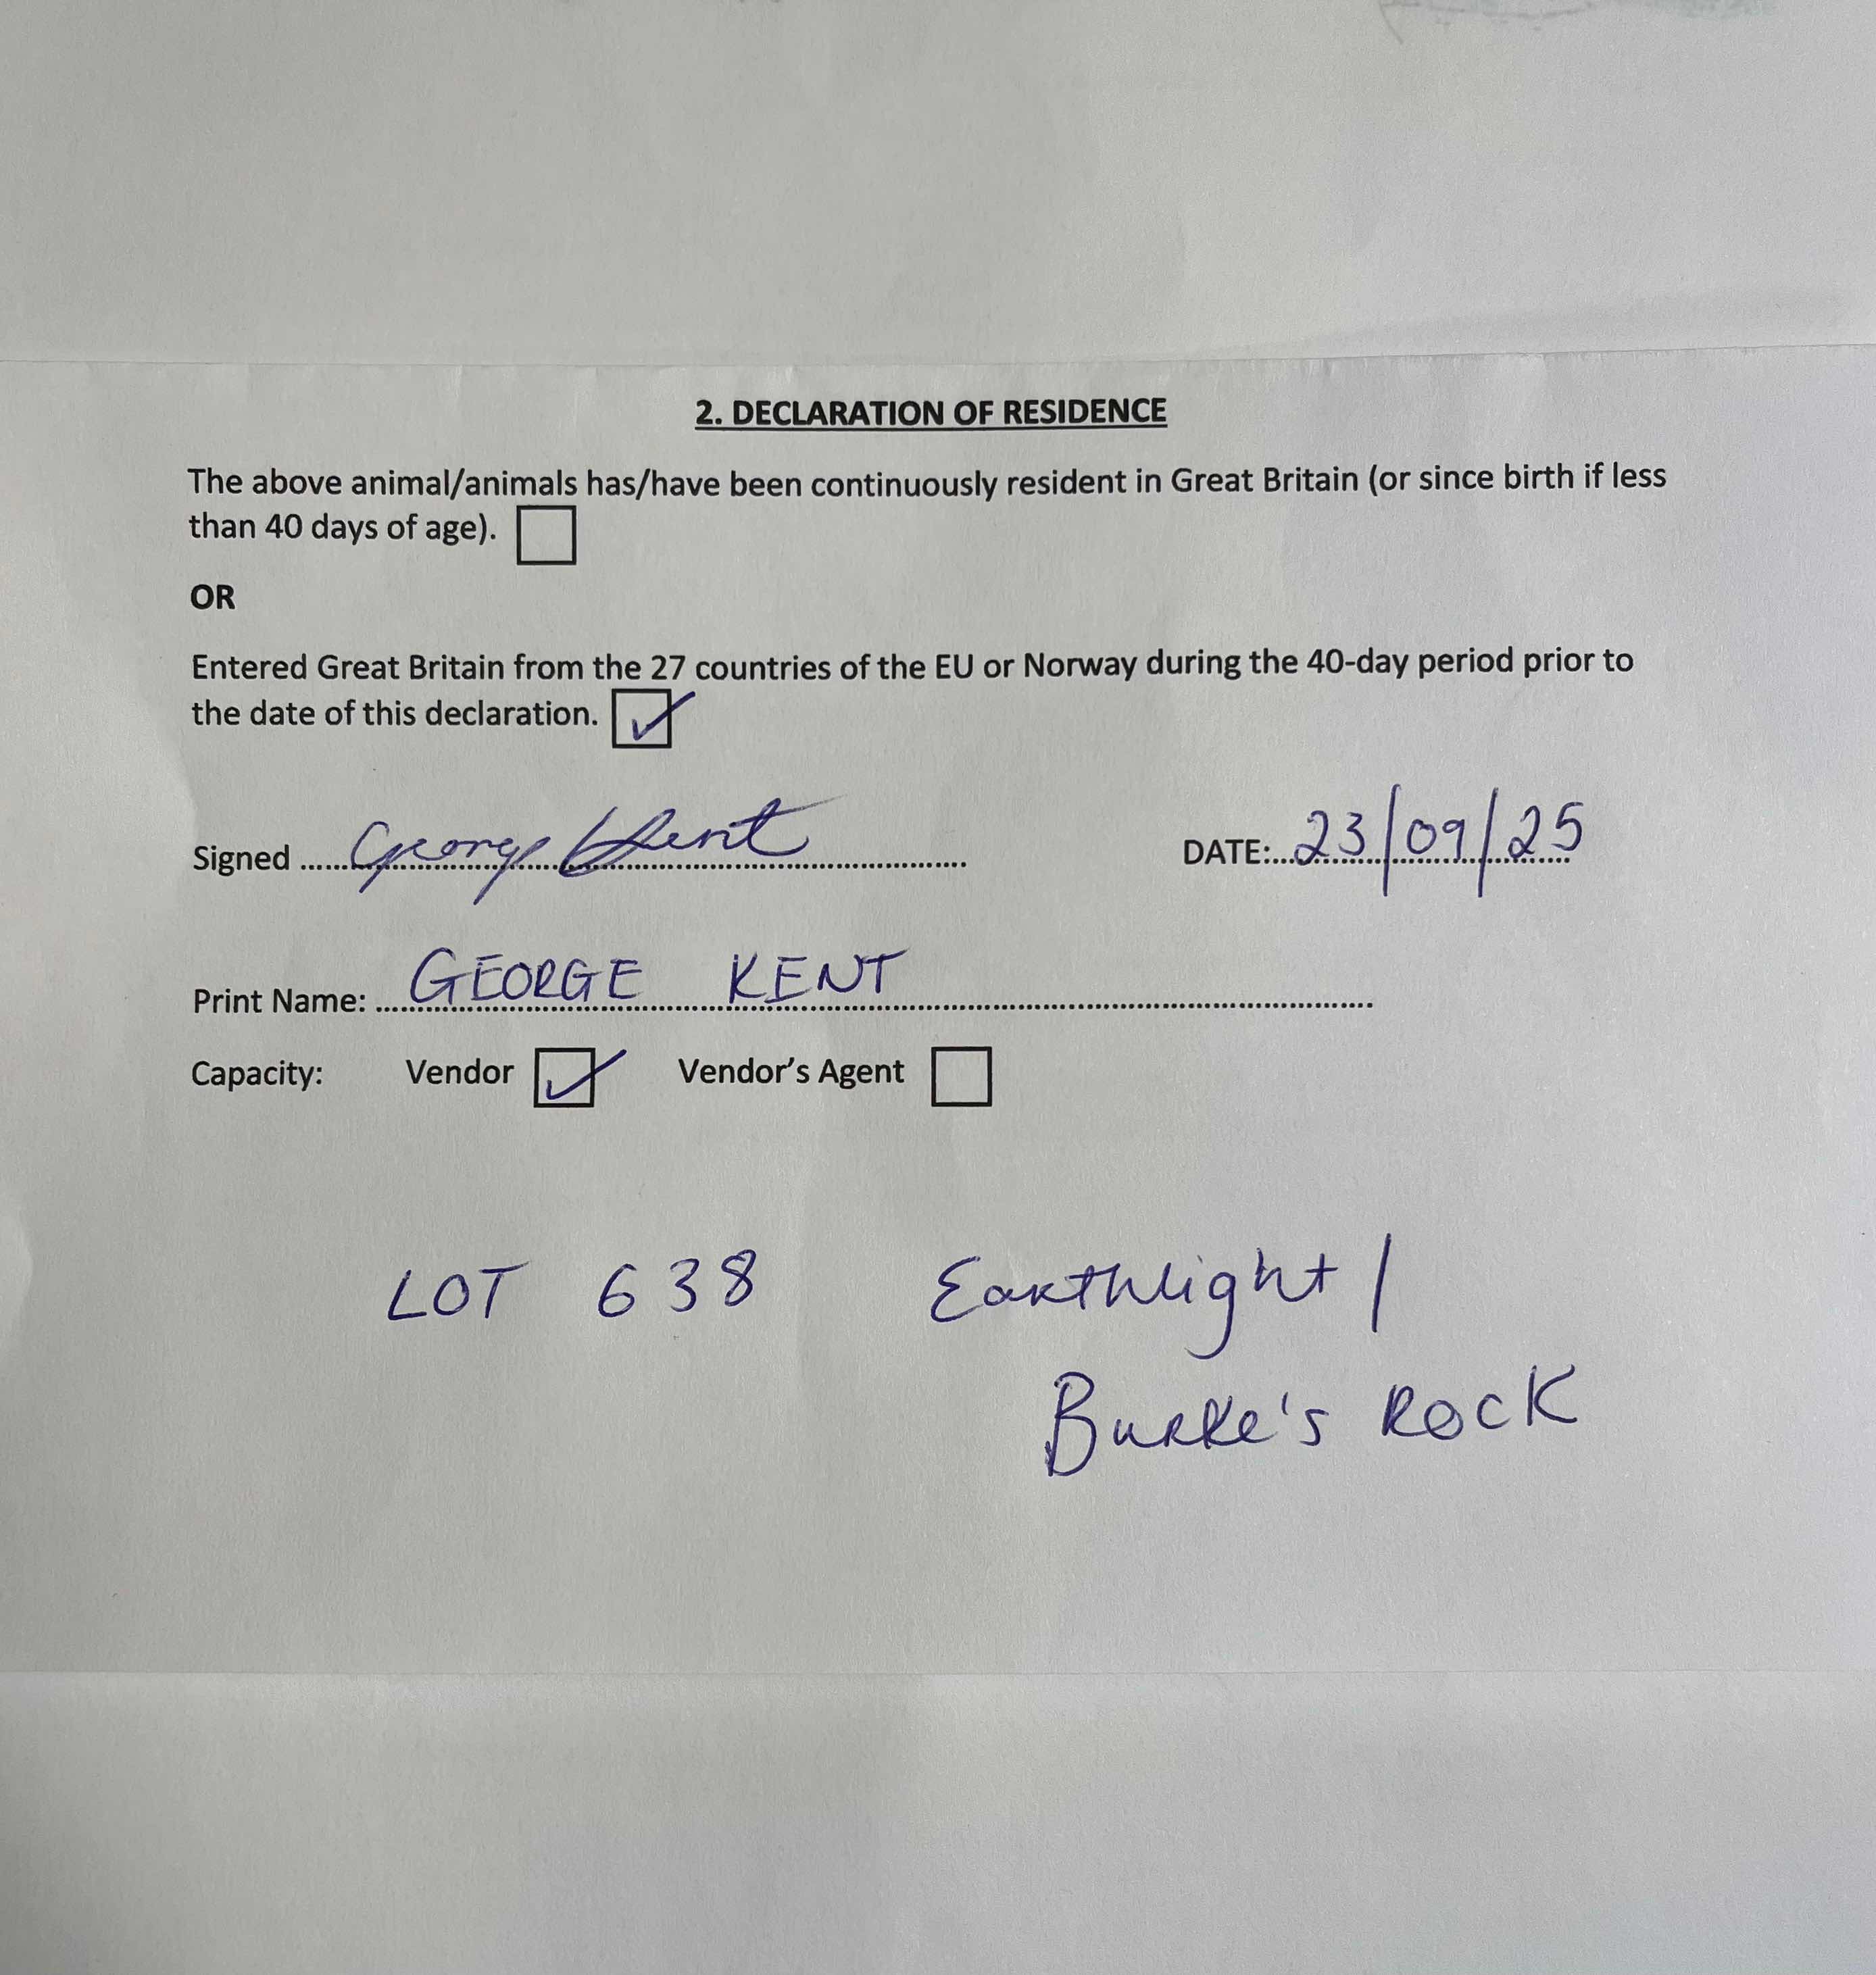 2. DECLARATION OF RESIDENCE
The above animal/animals has/have been continuously resident in Great Britain (or since birth if less
than 40 days of age).
OR
Entered Great Britain from the 27 countries of the EU or Norway during the 40-day period prior to
the date of this declaration. ✓
Signed ......George Kent.............. DATE:...23/09/25
Print Name: ...GEORGE KENT..............
Capacity: Vendor ✓ Vendor's Agent
LOT 638 Earthlight /
Burke's Rock